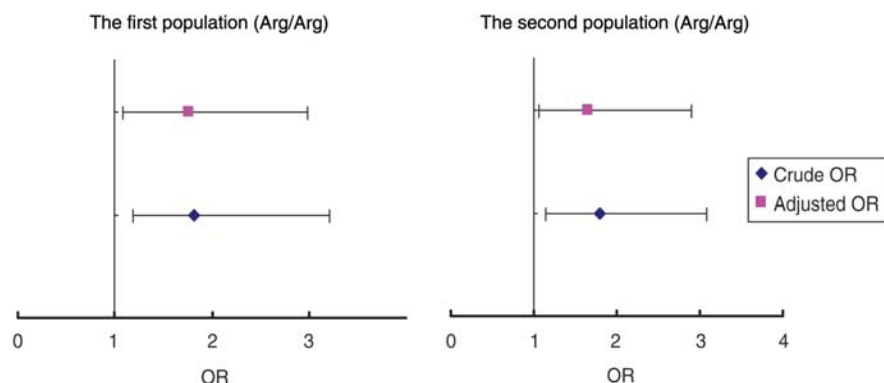 The first population (Arg/Arg)
0 1 2 3
OR
The second population (Arg/Arg)
0 1 2 3 4
OR
Crude OR
Adjusted OR